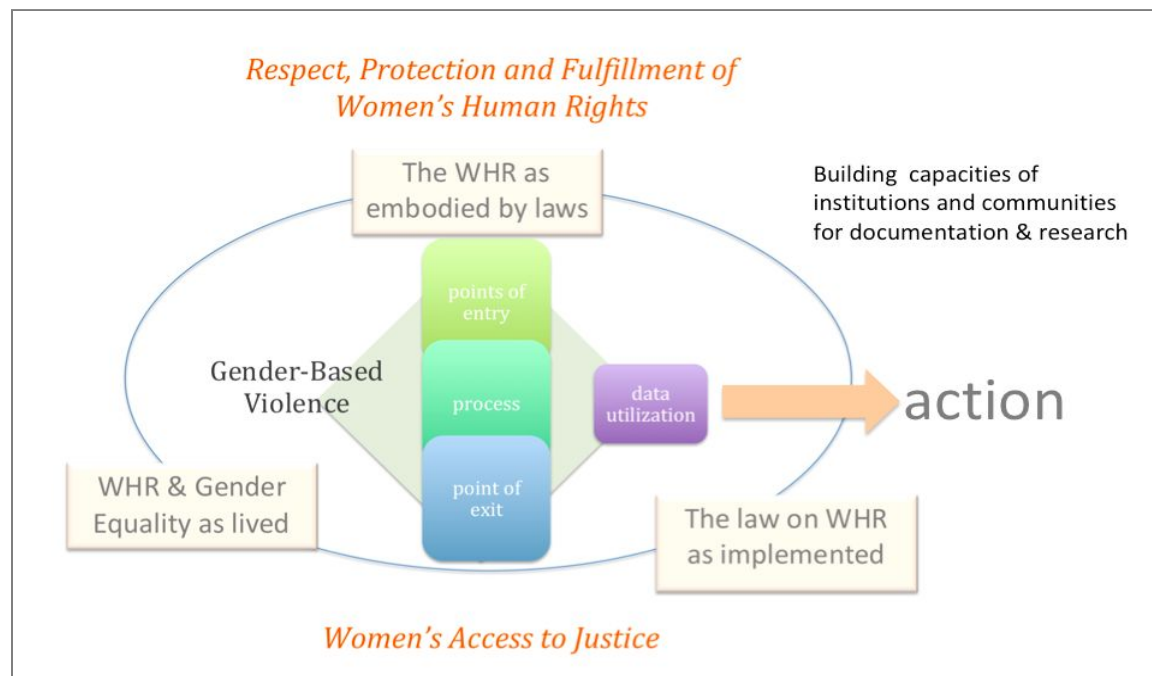 Respect, Protection and Fulfillment of
Women’s Human Rights
The WHR as
embodied by laws
Building capacities of
institutions and communities
for documentation & research
points of
entry
Gender-Based
Violence
process
data
utilization
action
point of
exit
WHR & Gender
Equality as lived
The law on WHR
as implemented
Women’s Access to Justice